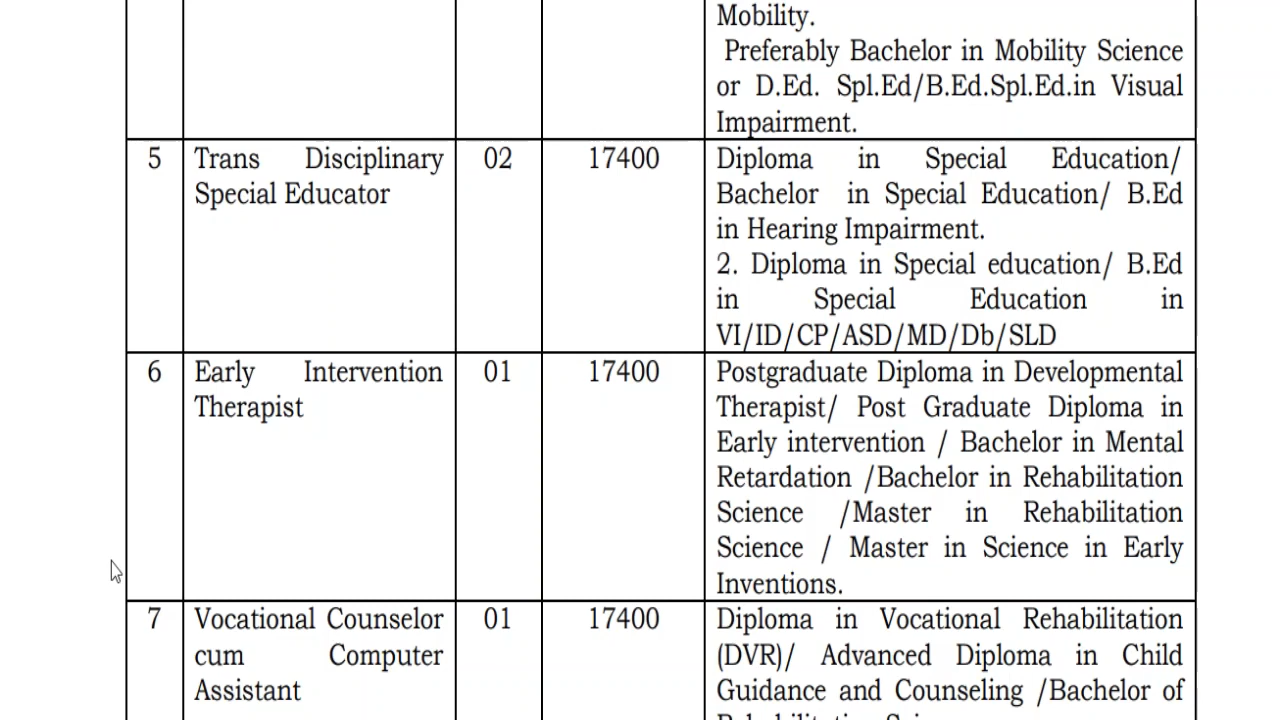 Mobility.
Preferably Bachelor in Mobility Science
or D.Ed. Spl.Ed/B.Ed.Spl.Ed.in Visual
Impairment.
5 Trans Disciplinary 02 17400 Diploma in Special Education/
Special Educator Bachelor in Special Education/ B.Ed
in Hearing Impairment.
2. Diploma in Special education/ B.Ed
in Special Education in
VI/ID/CP/ASD/MD/Db/SLD
6 Early Intervention 01 17400 Postgraduate Diploma in Developmental
Therapist Therapist/ Post Graduate Diploma in
Early intervention / Bachelor in Mental
Retardation /Bachelor in Rehabilitation
Science /Master in Rehabilitation
Science / Master in Science in Early
Inventions.
7 Vocational Counselor 01 17400 Diploma in Vocational Rehabilitation
cum Computer (DVR)/ Advanced Diploma in Child
Assistant Guidance and Counseling /Bachelor of